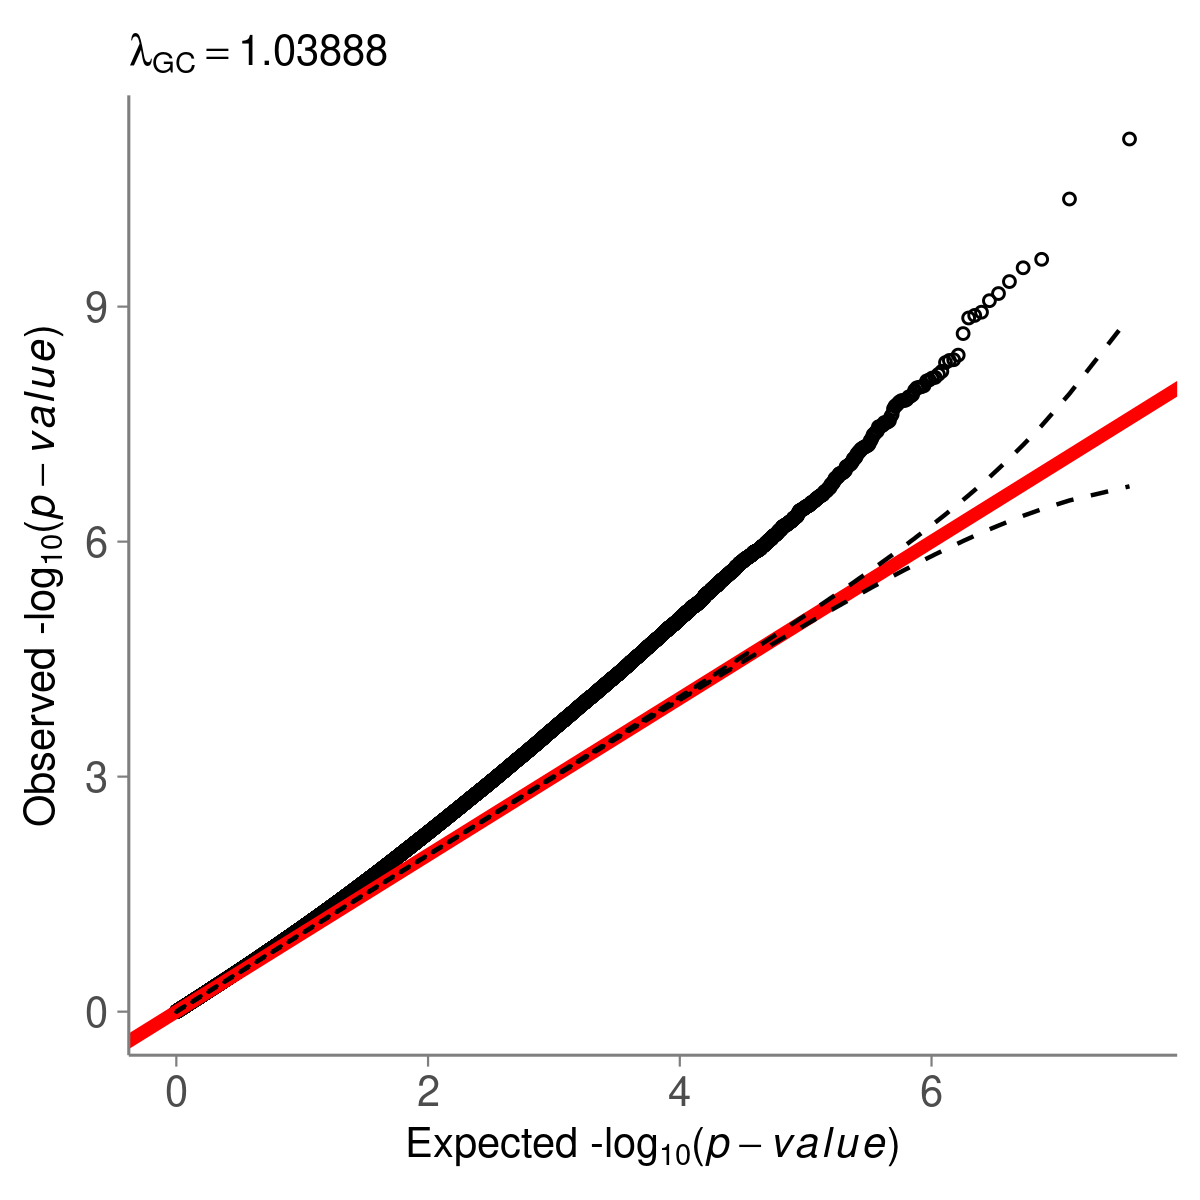 λGC = 1.03888
Observed -log10(p − value)
9
6
3
0
0 2 4 6
Expected -log10(p − value)